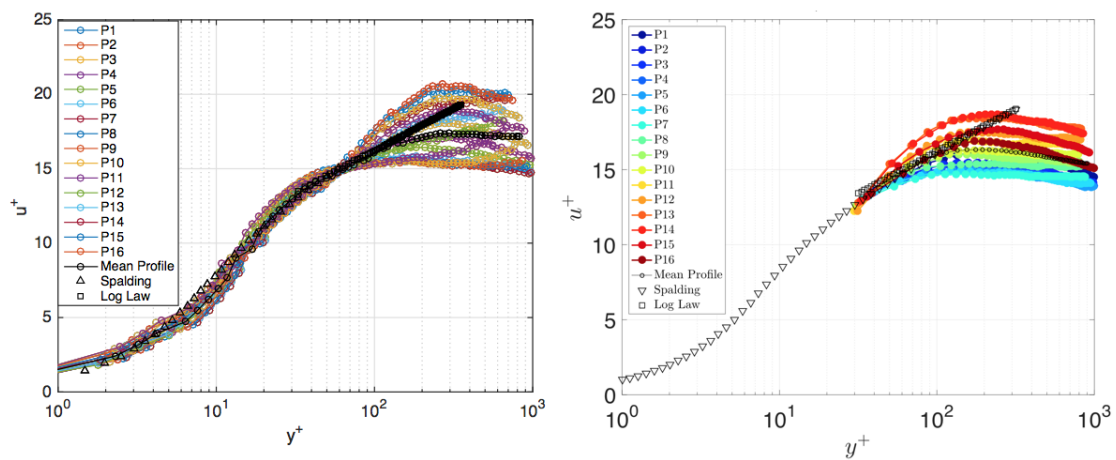 25
20
15
10
5
0
u+
P1
P2
P3
P4
P5
P6
P7
P8
P9
P10
P11
P12
P13
P14
P15
P16
Mean Profile
Spalding
Log Law
10^0
10^1
10^2
10^3
y+
25
20
15
10
5
0
u+
P1
P2
P3
P4
P5
P6
P7
P8
P9
P10
P11
P12
P13
P14
P15
P16
Mean Profile
Spalding
Log Law
10^0
10^1
10^2
10^3
y+